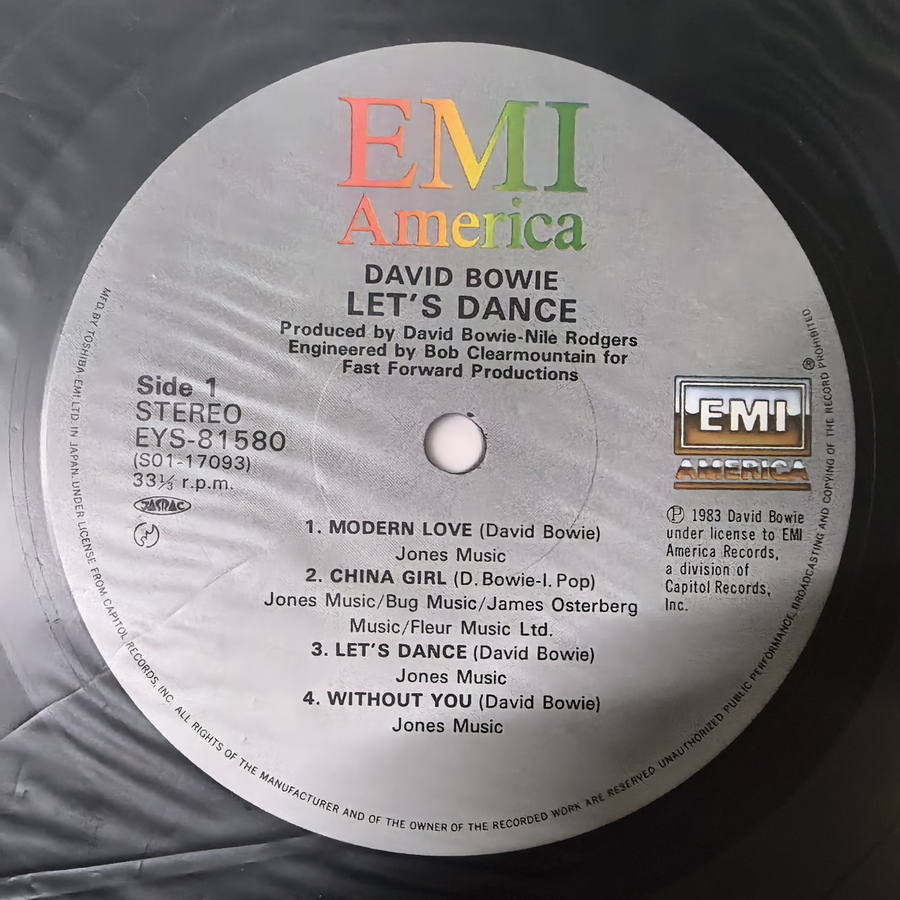 EMI
America
DAVID BOWIE
LET'S DANCE
Produced by David Bowie-Nile Rodgers
Engineered by Bob Clearmountain for
Fast Forward Productions
Side 1
STEREO
EYS-81580
(S01-17093)
33⅓ r.p.m.
JASRAC
EMI
AMERICA
Ⓟ 1983 David Bowie
under license to EMI
America Records,
a division of
Capitol Records,
Inc.
1. MODERN LOVE (David Bowie)
Jones Music
2. CHINA GIRL (D. Bowie-I. Pop)
Jones Music/Bug Music/James Osterberg
Music/Fleur Music Ltd.
3. LET'S DANCE (David Bowie)
Jones Music
4. WITHOUT YOU (David Bowie)
Jones Music
MFD. BY TOSHIBA-EMI LTD. IN JAPAN. UNDER LICENSE FROM CAPITOL RECORDS, INC. ALL RIGHTS OF THE MANUFACTURER AND OF THE OWNER OF THE RECORDED WORK ARE RESERVED UNAUTHORIZED PUBLIC PERFORMANCE, BROADCASTING AND COPYING OF THE RECORD PROHIBITED
®